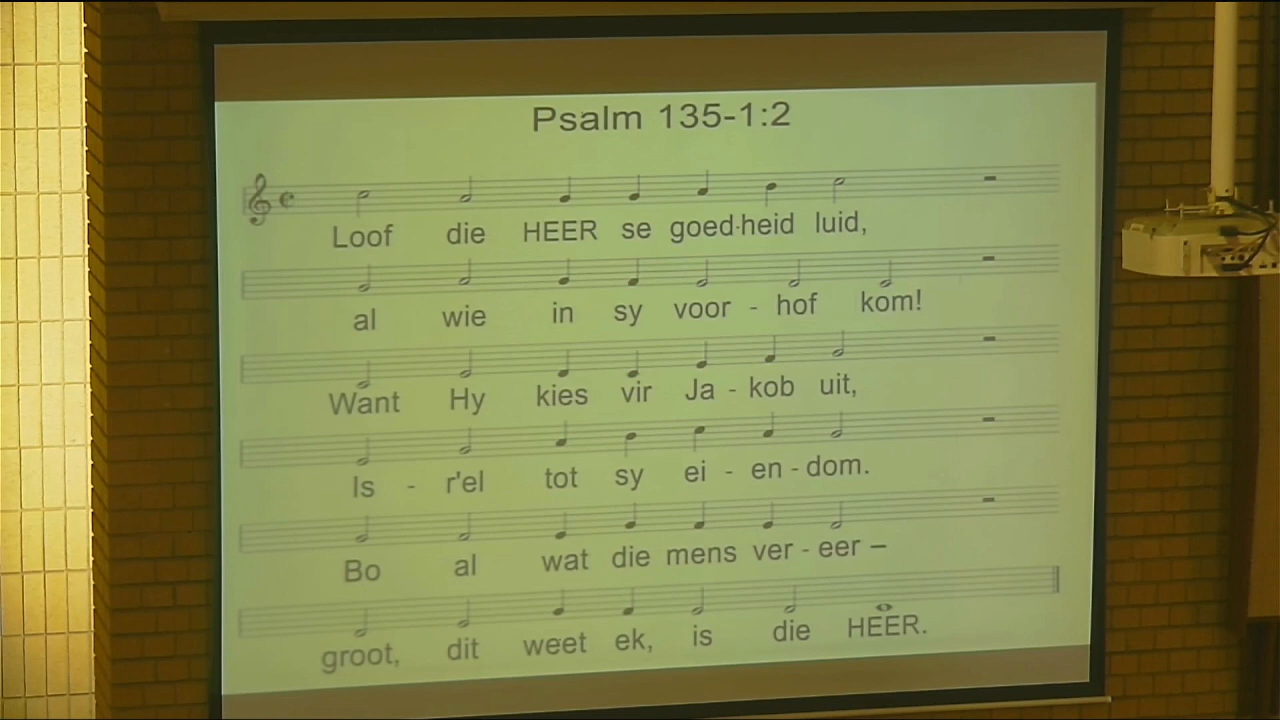 Psalm 135-1:2
Loof die HEER se goed-heid luid,
al wie in sy voor - hof kom!
Want Hy kies vir Ja - kob uit,
Is - r'el tot sy ei - en - dom.
Bo al wat die mens ver - eer –
groot, dit weet ek, is die HEER.